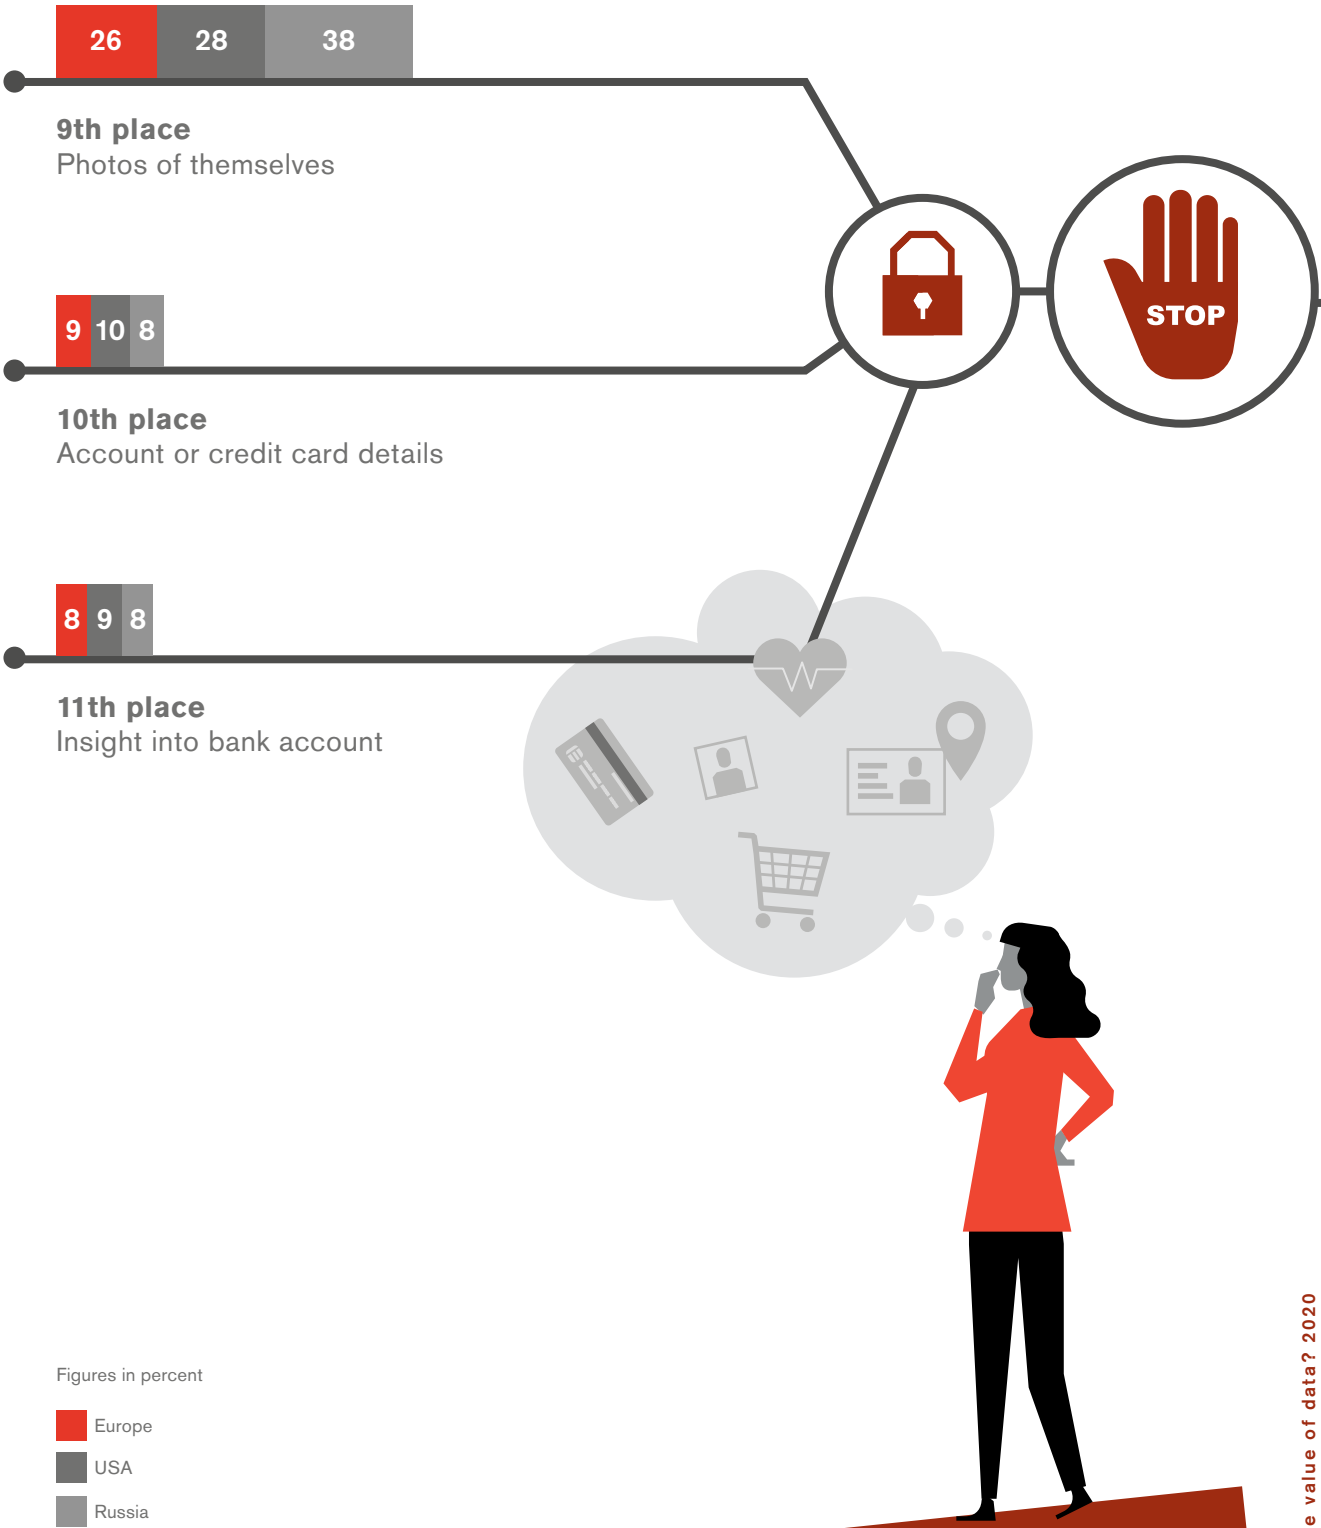 26 28 38
9th place
Photos of themselves
STOP
9 10 8
10th place
Account or credit card details
8 9 8
11th place
Insight into bank account
Figures in percent
Europe
USA
Russia
value of data? 2020